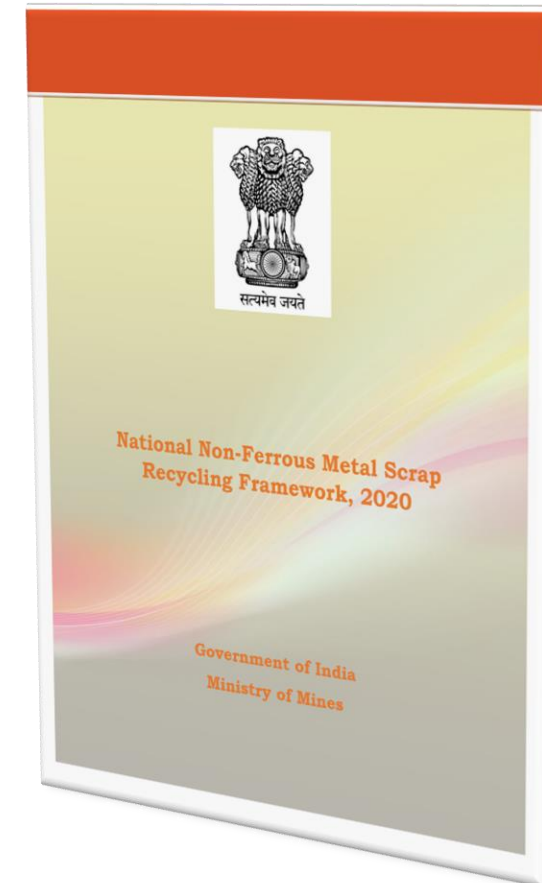 सत्यमेव जयते
National Non-Ferrous Metal Scrap
Recycling Framework, 2020
Government of India
Ministry of Mines